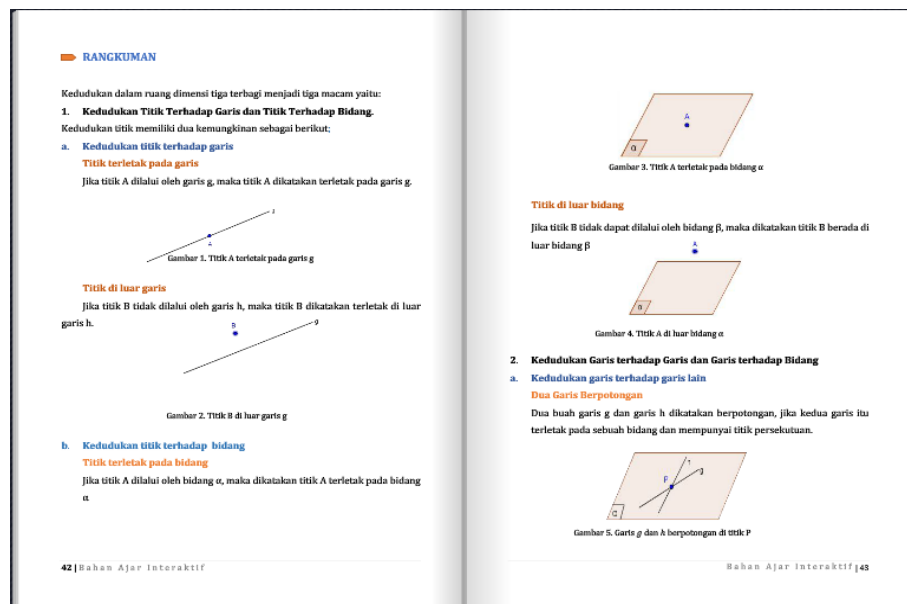 RANGKUMAN
Kedudukan dalam ruang dimensi tiga terbagi menjadi tiga macam yaitu:
1. Kedudukan Titik Terhadap Garis dan Titik Terhadap Bidang.
Kedudukan titik memiliki dua kemungkinan sebagai berikut;
a. Kedudukan titik terhadap garis
Titik terletak pada garis
Jika titik A dilalui oleh garis g, maka titik A dikatakan terletak pada garis g.
A
Gambar 1. Titik A terletak pada garis g
Titik di luar garis
Jika titik B tidak dilalui oleh garis h, maka titik B dikatakan terletak di luar
garis h.
B
g
Gambar 2. Titik B di luar garis g
b. Kedudukan titik terhadap bidang
Titik terletak pada bidang
Jika titik A dilalui oleh bidang α, maka dikatakan titik A terletak pada bidang
α
42 | Bahan Ajar Interaktif
A
α
Gambar 3. Titik A terletak pada bidang α
Titik di luar bidang
Jika titik B tidak dapat dilalui oleh bidang β, maka dikatakan titik B berada di
luar bidang β
A
α
Gambar 4. Titik A di luar bidang α
2. Kedudukan Garis terhadap Garis dan Garis terhadap Bidang
a. Kedudukan garis terhadap garis lain
Dua Garis Berpotongan
Dua buah garis g dan garis h dikatakan berpotongan, jika kedua garis itu
terletak pada sebuah bidang dan mempunyai titik persekutuan.
P
g
α
Gambar 5. Garis g dan h berpotongan di titik P
Bahan Ajar Interaktif | 43